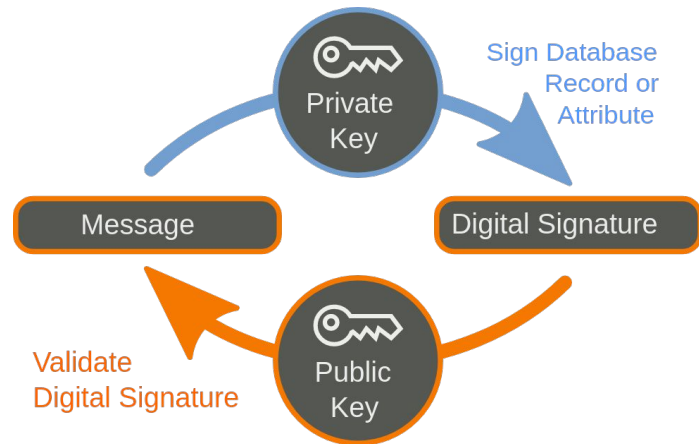 Sign Database
Record or
Attribute
Private
Key
Message
Digital Signature
Public
Key
Validate
Digital Signature